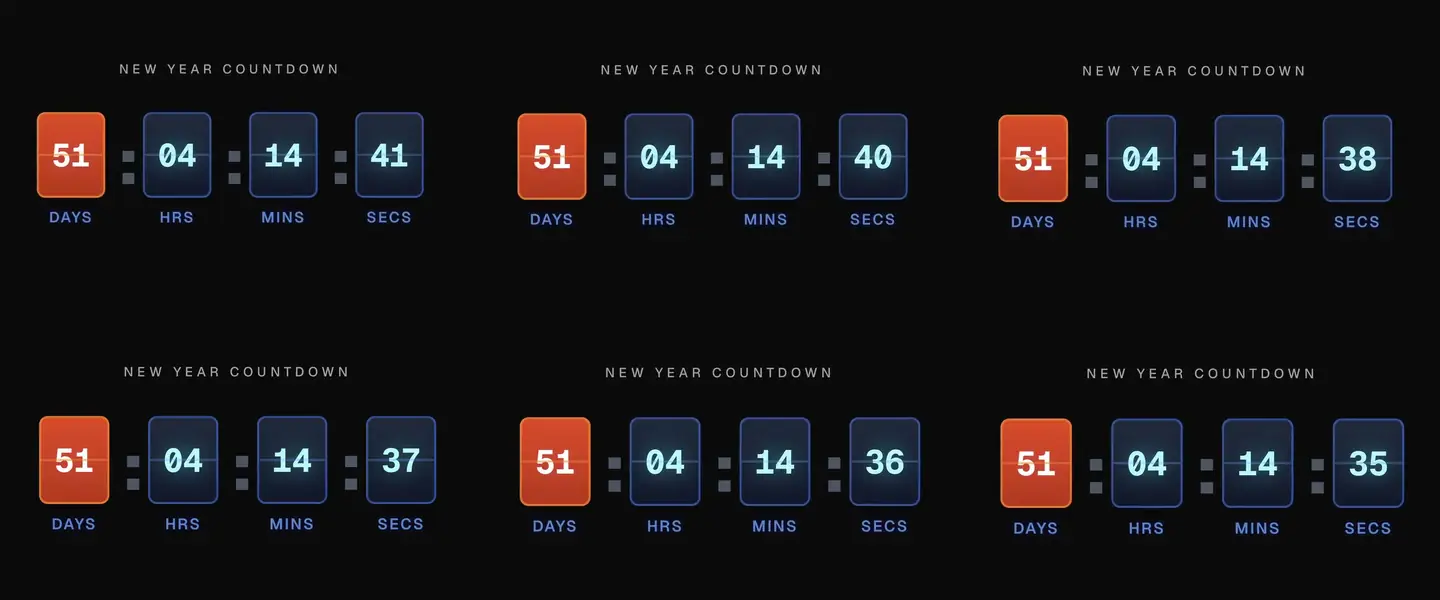 NEW YEAR COUNTDOWN
51 : 04 : 14 : 41
DAYS HRS MINS SECS
NEW YEAR COUNTDOWN
51 : 04 : 14 : 40
DAYS HRS MINS SECS
NEW YEAR COUNTDOWN
51 : 04 : 14 : 38
DAYS HRS MINS SECS
NEW YEAR COUNTDOWN
51 : 04 : 14 : 37
DAYS HRS MINS SECS
NEW YEAR COUNTDOWN
51 : 04 : 14 : 36
DAYS HRS MINS SECS
NEW YEAR COUNTDOWN
51 : 04 : 14 : 35
DAYS HRS MINS SECS